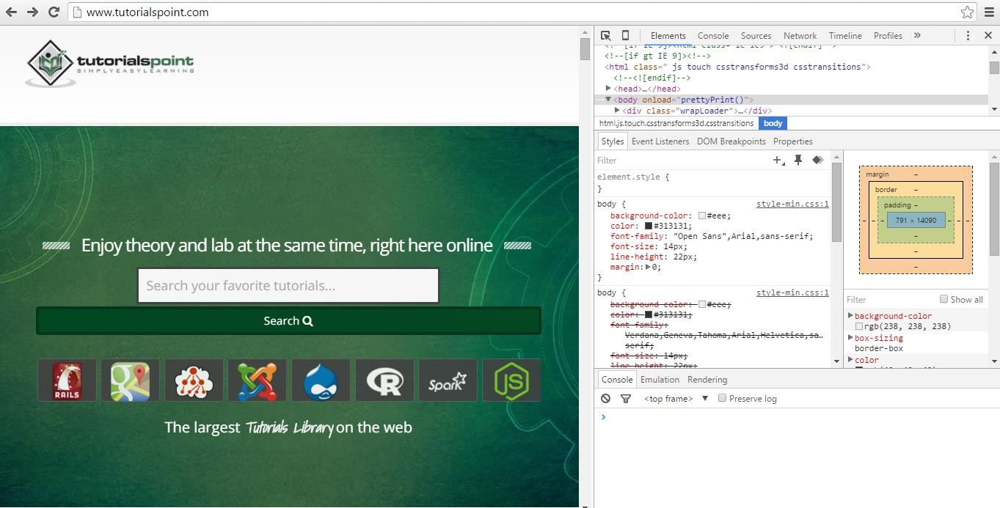 www.tutorialspoint.com
tutorialspoint
SIMPLYEASYLEARNING
Enjoy theory and lab at the same time, right here online
Search your favorite tutorials...
Search
RAILS
R
Spark
JS
The largest Tutorials Library on the web
Elements Console Sources Network Timeline Profiles »
<!--[if gt IE 9]><!-->
<html class=" js touch csstransforms3d csstransitions">
<!--<![endif]-->
<head>…</head>
<body onload="prettyPrint()">
<div class="wrapLoader">…</div>
html.js.touch.csstransforms3d.csstransitions body
Styles Event Listeners DOM Breakpoints Properties
Filter
element.style {
}
body { style-min.css:1
background-color: #eee;
color: #313131;
font-family: "Open Sans",Arial,sans-serif;
font-size: 14px;
line-height: 22px;
margin: 0;
}
body { style-min.css:1
background-color: #eee;
color: #313131;
font-family:
Verdana,Geneva,Tahoma,Arial,Helvetica,sa…
serif;
font-size: 14px;
line-height: 22px;
margin –
border –
padding –
– – – 791 × 14090 – – –
–
–
–
Filter Show all
background-color
rgb(238, 238, 238)
box-sizing
border-box
color
Console Emulation Rendering
<top frame> ▼ Preserve log
>